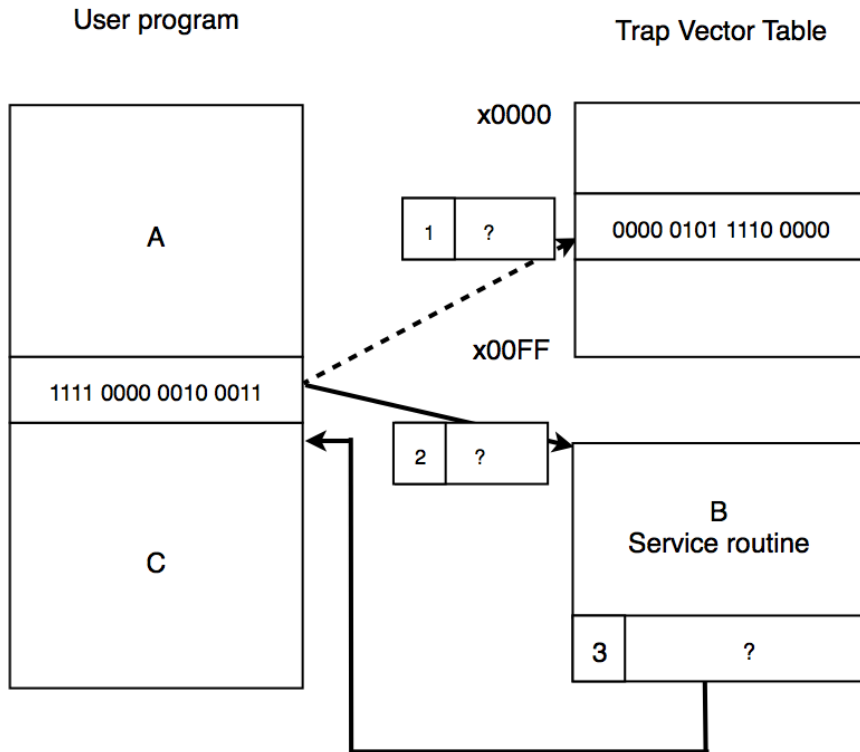 User program
Trap Vector Table
x0000
A
1 ?
0000 0101 1110 0000
x00FF
1111 0000 0010 0011
2 ?
B
Service routine
C
3 ?